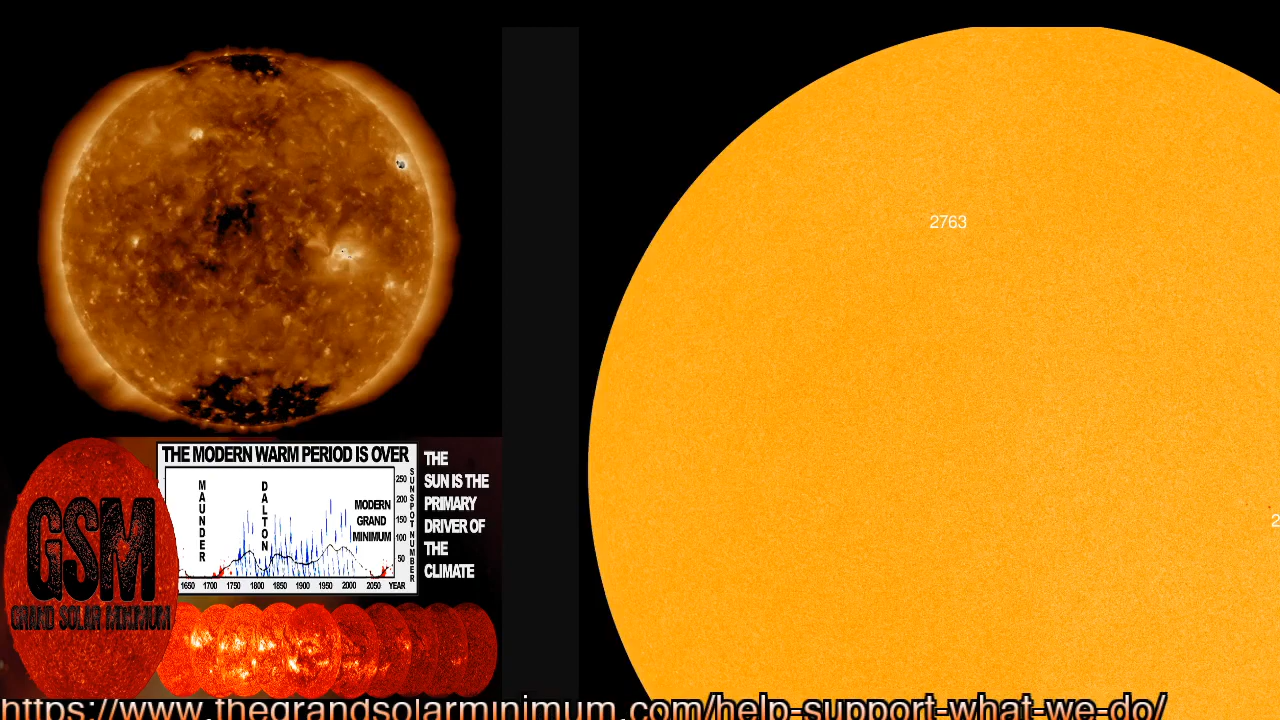 2763
2
THE MODERN WARM PERIOD IS OVER
MAUNDER
DALTON
MODERN
GRAND
MINIMUM
250
200
150
100
50
SUNSPOT NUMBER
1650 1700 1750 1800 1850 1900 1950 2000 2050 YEAR
THE
SUN IS THE
PRIMARY
DRIVER OF
THE
CLIMATE
GSM
GRAND SOLAR MINIMUM
https://www.thegrandsolarminimum.com/help-support-what-we-do/